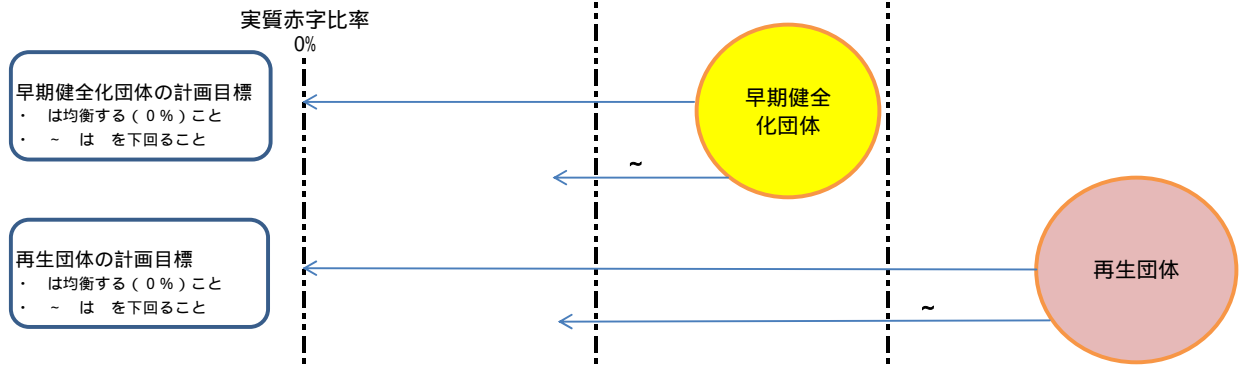 実質赤字比率
0%
早期健全化団体の計画目標
・　は均衡する（０％）こと
・　~　は　を下回ること
早期健全
化団体
~
再生団体の計画目標
・　は均衡する（０％）こと
・　~　は　を下回ること
再生団体
~